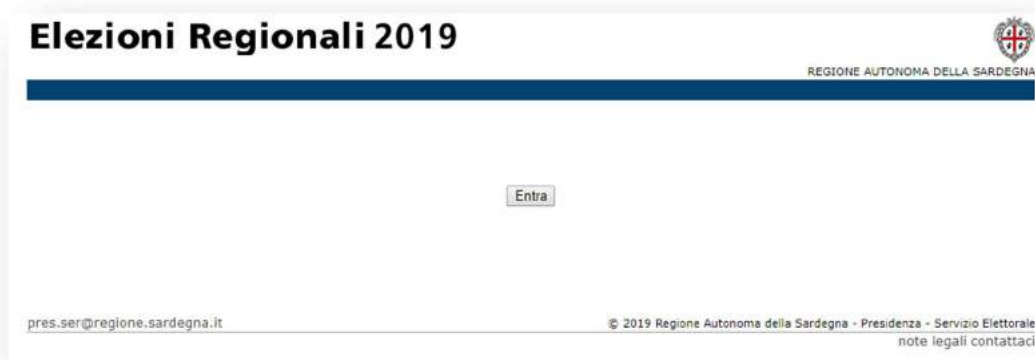 Elezioni Regionali 2019
REGIONE AUTONOMA DELLA SARDEGNA
Entra
pres.ser@regione.sardegna.it
© 2019 Regione Autonoma della Sardegna - Presidenza - Servizio Elettorale
note legali contattaci